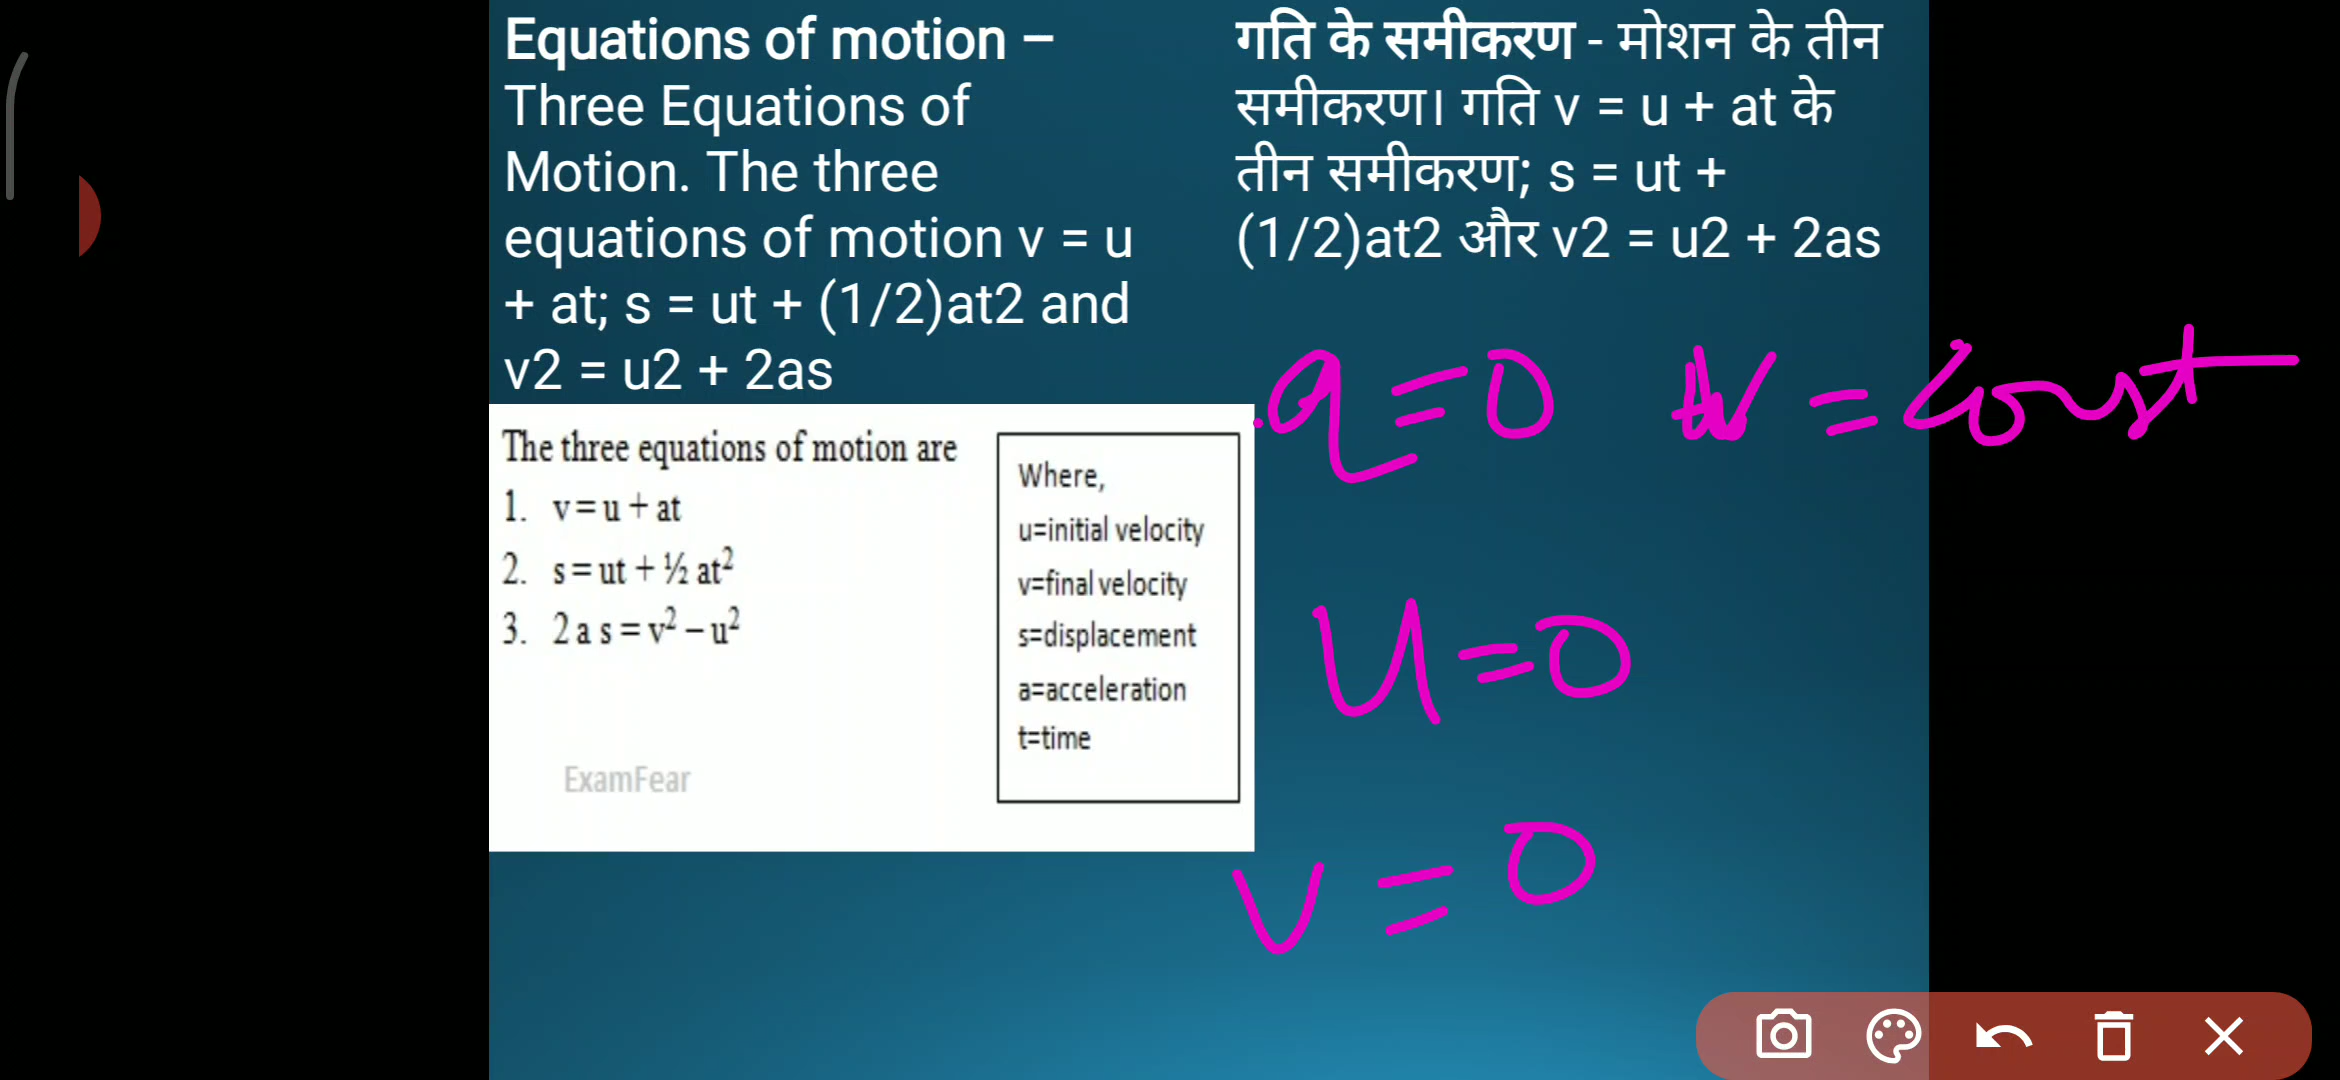 Equations of motion –
Three Equations of
Motion. The three
equations of motion v = u
+ at; s = ut + (1/2)at2 and
v2 = u2 + 2as
गति के समीकरण - मोशन के तीन
समीकरण। गति v = u + at के
तीन समीकरण; s = ut +
(1/2)at2 और v2 = u2 + 2as
The three equations of motion are
1. v = u + at
2. s = ut + ½ at²
3. 2 a s = v² – u²
ExamFear
Where,
u=initial velocity
v=final velocity
s=displacement
a=acceleration
t=time
a = 0 v = const
u = 0
v = 0